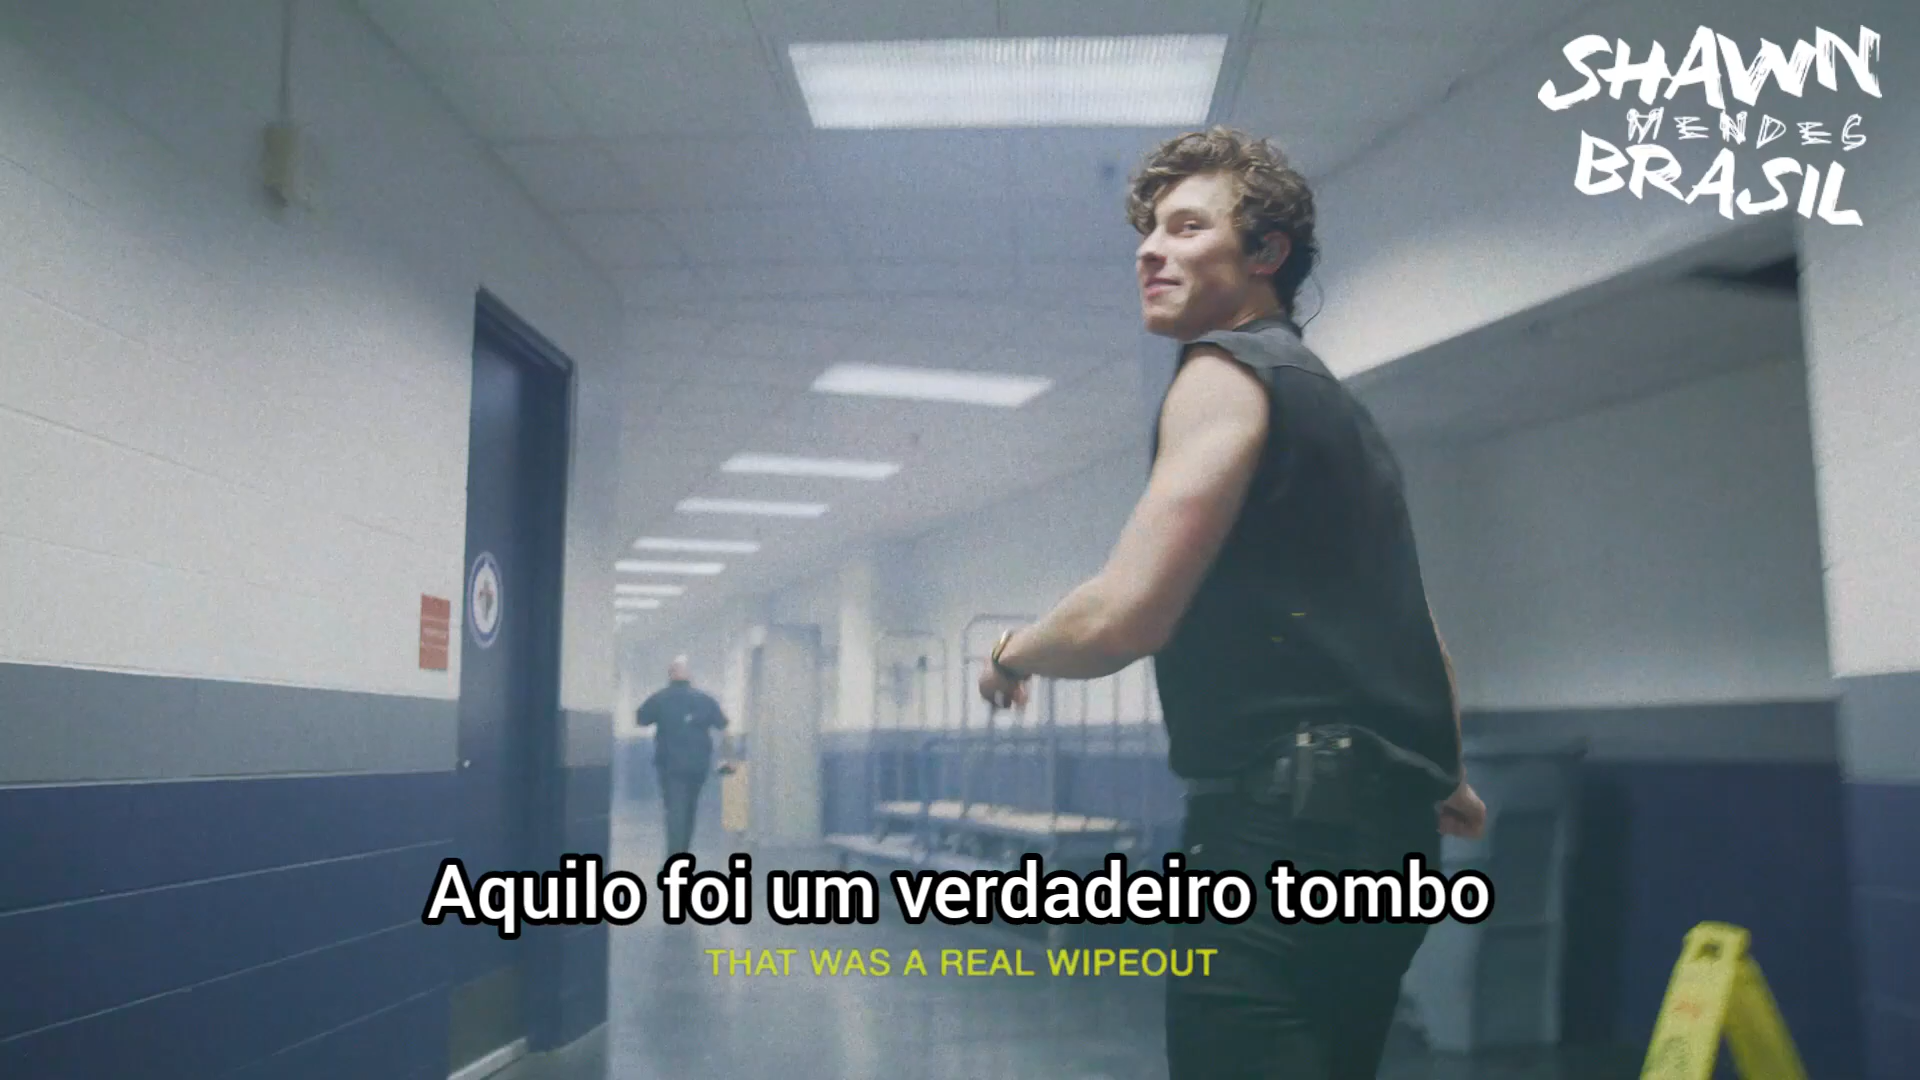 SHAWN
MENDES
BRASIL
Aquilo foi um verdadeiro tombo
THAT WAS A REAL WIPEOUT